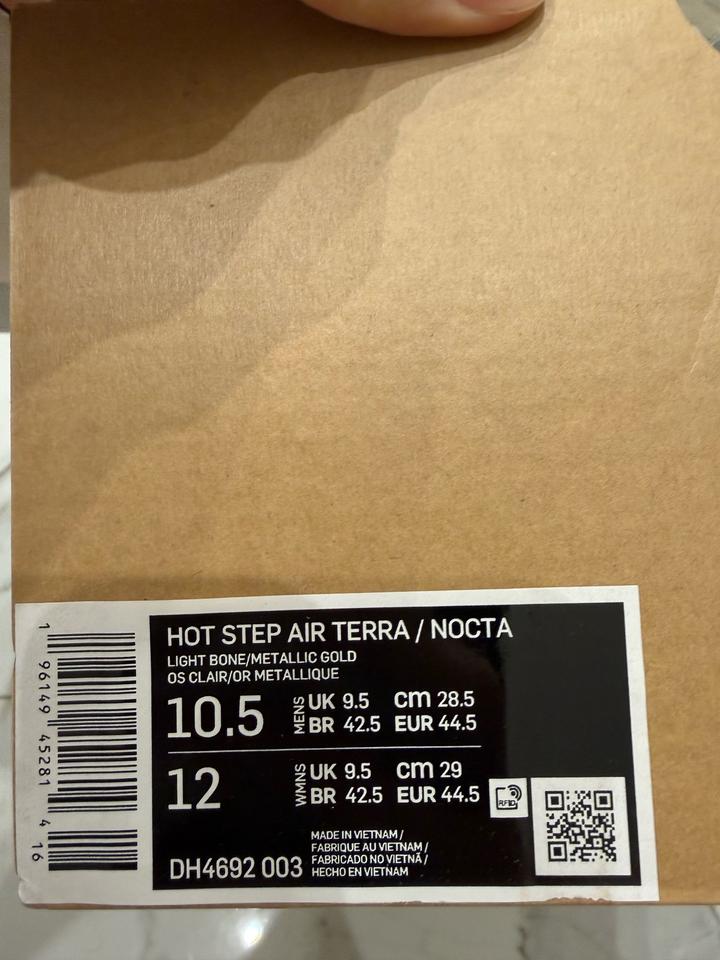 HOT STEP AIR TERRA / NOCTA
LIGHT BONE/METALLIC GOLD
OS CLAIR/OR METALLIQUE
10.5 MENS UK 9.5 cm 28.5
BR 42.5 EUR 44.5
12 WMNS UK 9.5 cm 29
BR 42.5 EUR 44.5
RFID
MADE IN VIETNAM /
FABRIQUE AU VIETNAM /
FABRICADO NO VIETNÃ /
HECHO EN VIETNAM
DH4692 003
1 96149 45281 4 16